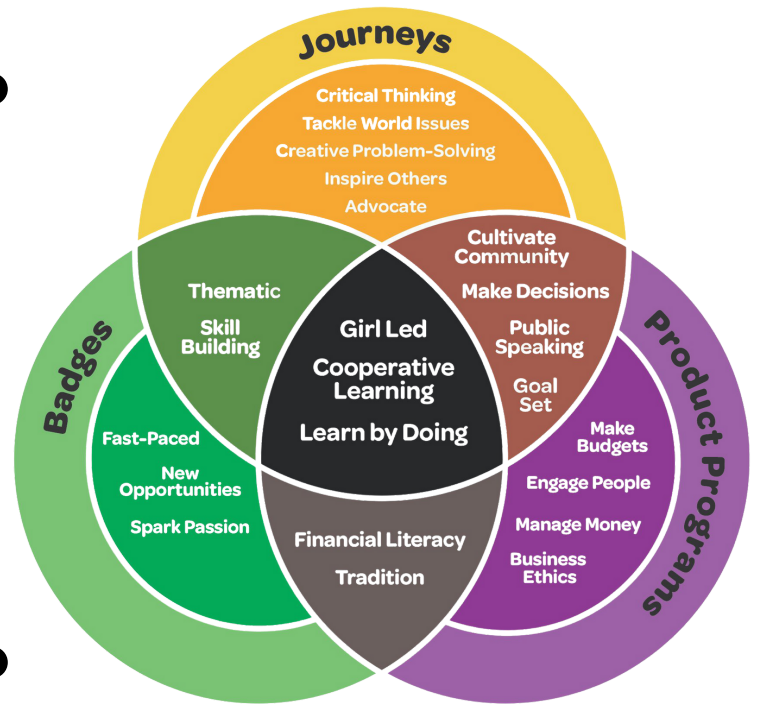 Journeys
Critical Thinking
Tackle World Issues
Creative Problem-Solving
Inspire Others
Advocate
Cultivate
Community
Make Decisions
Public
Speaking
Goal
Set
Thematic
Skill
Building
Girl Led
Cooperative
Learning
Learn by Doing
Badges
Fast-Paced
New
Opportunities
Spark Passion
Product Programs
Make
Budgets
Engage People
Manage Money
Business
Ethics
Financial Literacy
Tradition